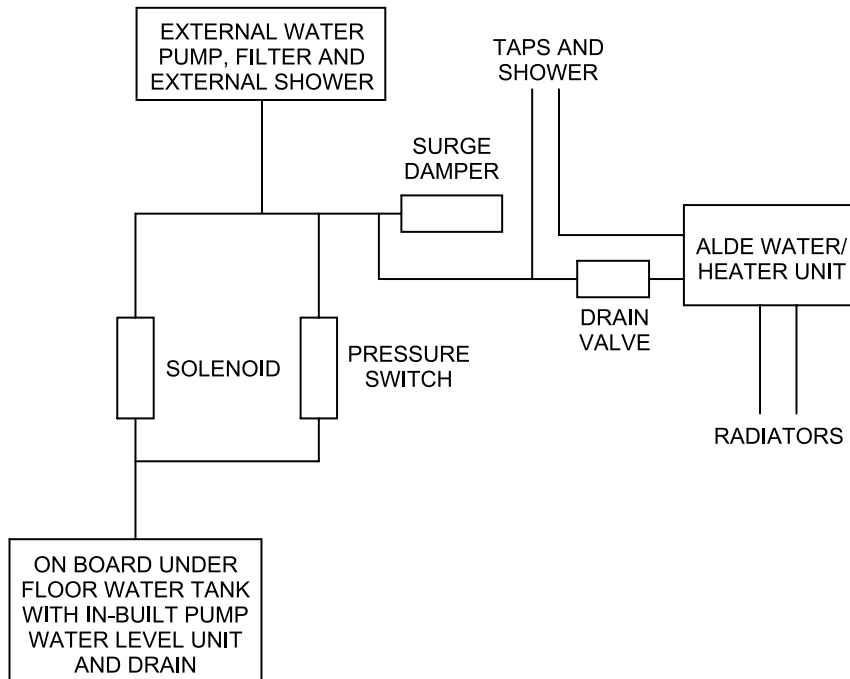 EXTERNAL WATER
PUMP, FILTER AND
EXTERNAL SHOWER
TAPS AND
SHOWER
SURGE
DAMPER
ALDE WATER/
HEATER UNIT
DRAIN
VALVE
SOLENOID
PRESSURE
SWITCH
RADIATORS
ON BOARD UNDER
FLOOR WATER TANK
WITH IN-BUILT PUMP
WATER LEVEL UNIT
AND DRAIN